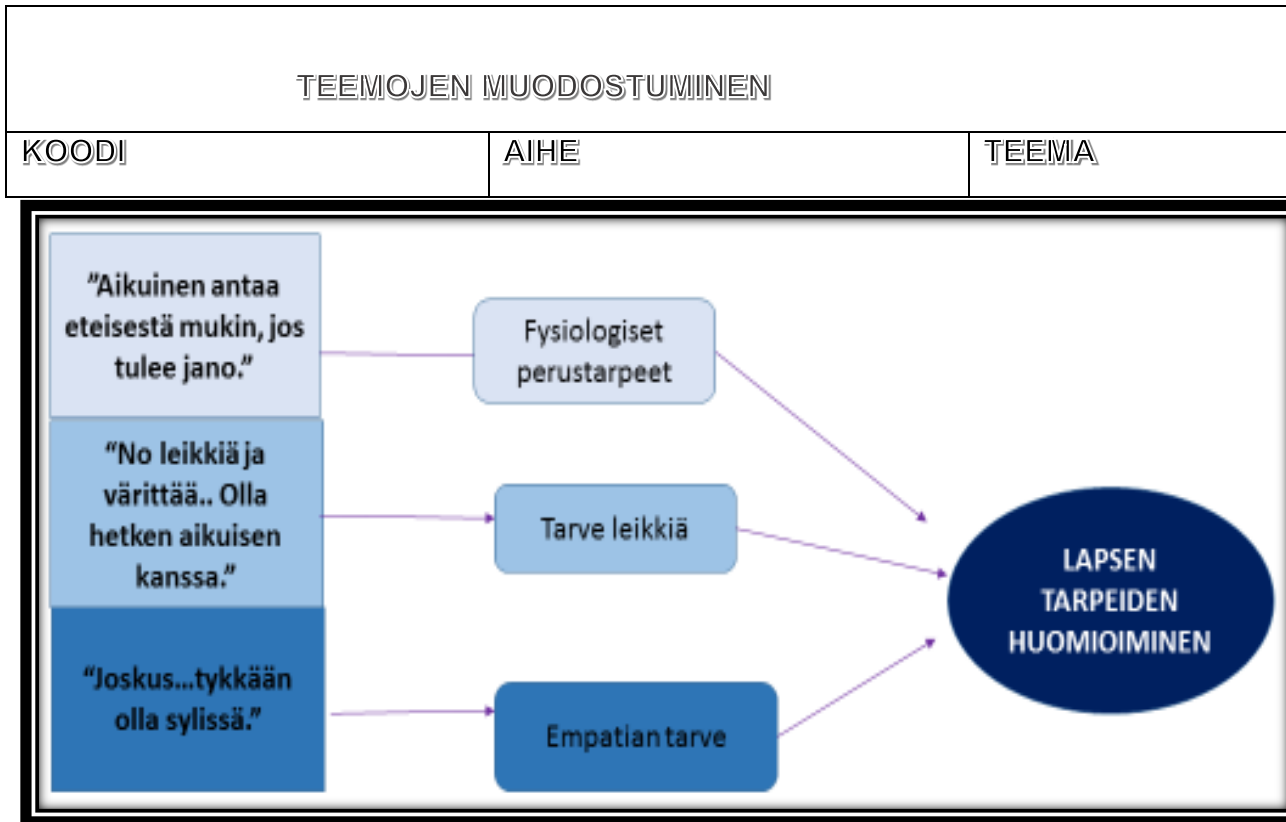 TEEMOJEN MUODOSTUMINEN
KOODI
AIHE
TEEMA
"Aikuinen antaa
eteisestä mukin, jos
tulee jano."
Fysiologiset
perustarpeet
"No leikkiä ja
värittää.. Olla
hetken aikuisen
kanssa."
Tarve leikkiä
"Joskus...tykkään
olla sylissä."
Empatian tarve
LAPSEN
TARPEIDEN
HUOMIOIMINEN